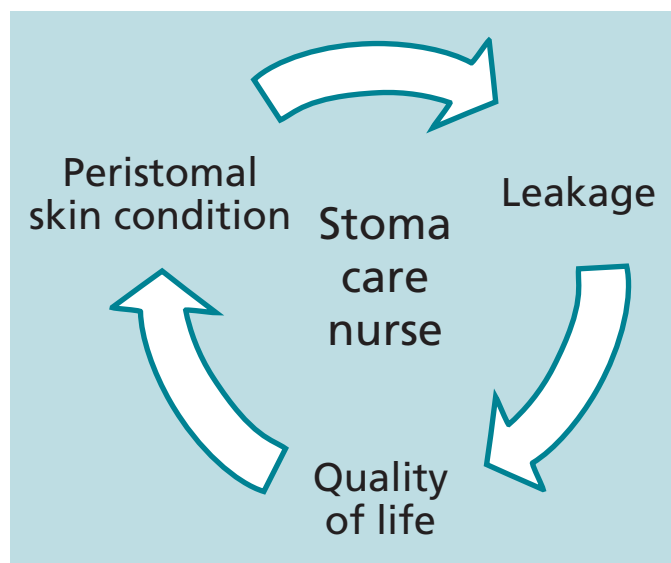 Peristomal
skin condition
Leakage
Stoma
care
nurse
Quality
of life